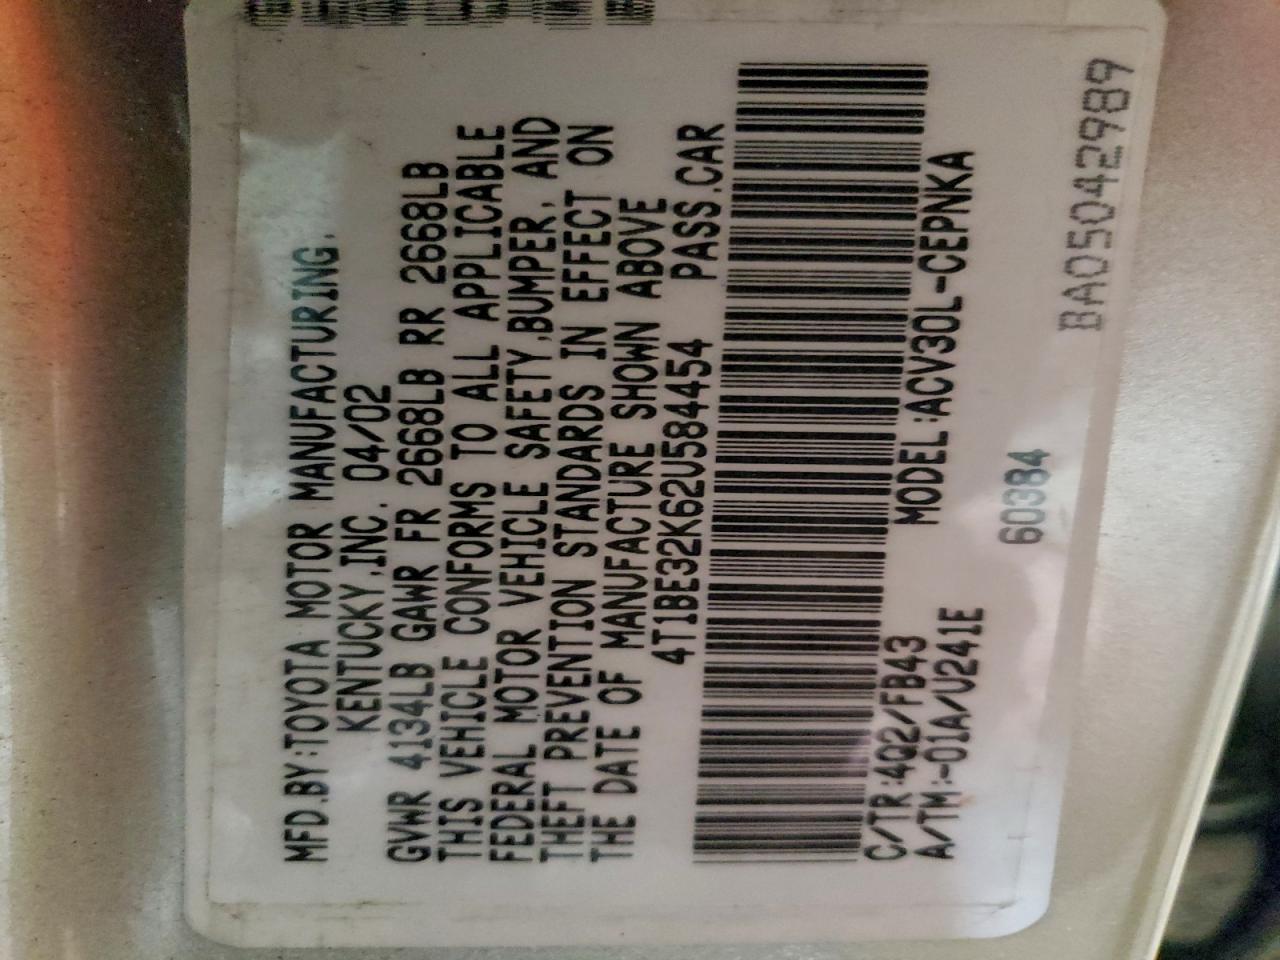 MFD.BY:TOYOTA MOTOR MANUFACTURING,
KENTUCKY,INC. 04/02
GVWR 4134LB GAWR FR 2668LB RR 2668LB
THIS VEHICLE CONFORMS TO ALL APPLICABLE
FEDERAL MOTOR VEHICLE SAFETY,BUMPER, AND
THEFT PREVENTION STANDARDS IN EFFECT ON
THE DATE OF MANUFACTURE SHOWN ABOVE
4T1BE32K62U584454 PASS.CAR
C/TR:4Q2/FB43 MODEL:ACV30L-CEPNKA
A/TM:-01A/U241E
60384
BA05042989